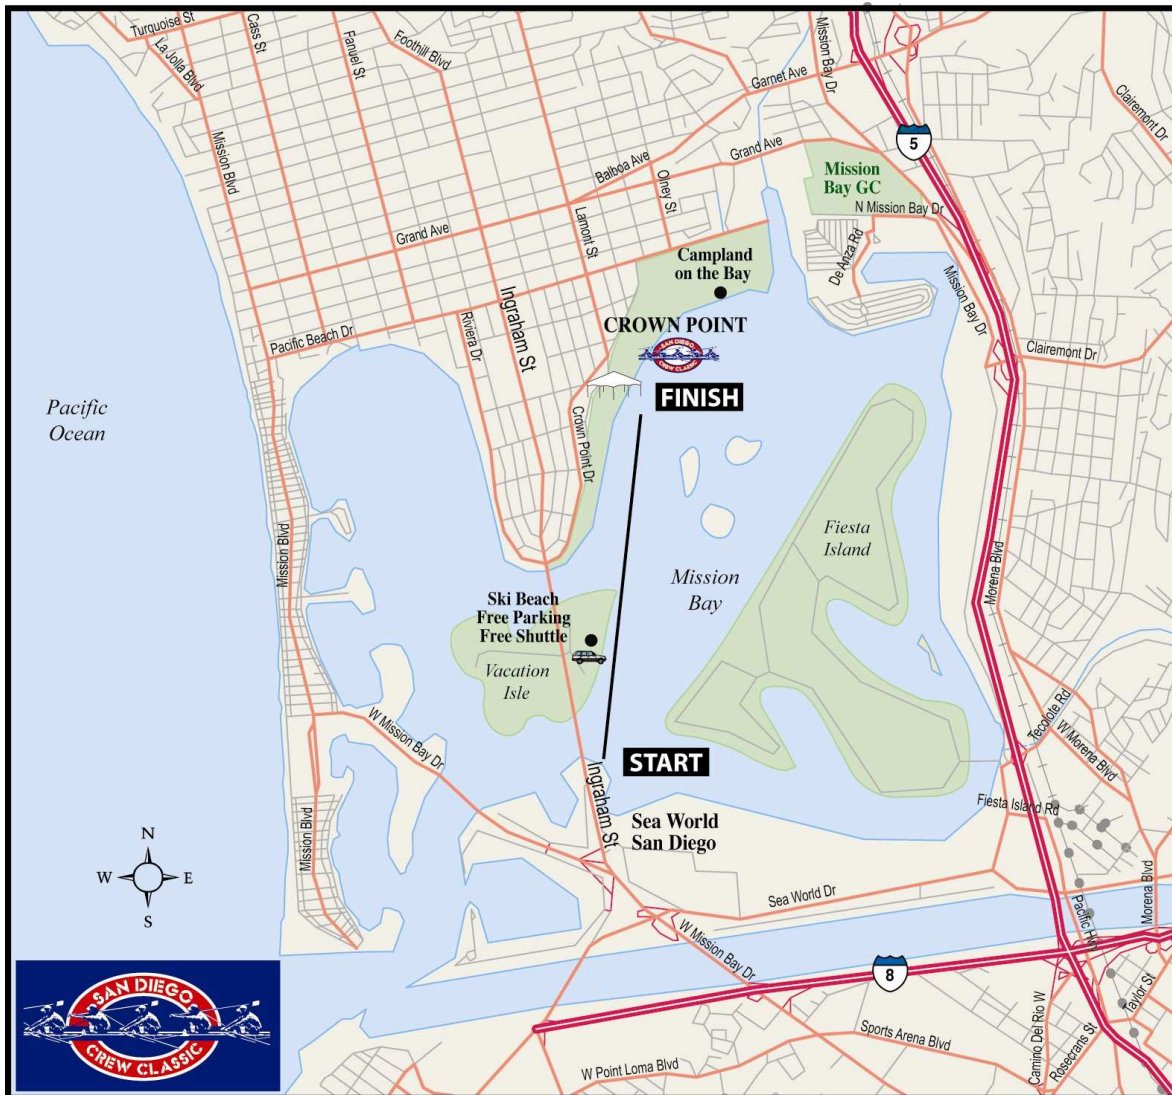 Turquoise St
La Jolla Blvd
Cass St
Fanuel St
Foothill Blvd
Mission Bay Dr
Garnet Ave
Clairemont Dr
Mission Blvd
5
Balboa Ave
Grand Ave
Olney St
Mission
Bay GC
N Mission Bay Dr
Lamont St
Grand Ave
De Anza Rd
Campland
on the Bay
Mission Bay Dr
Ingraham St
Riviera Dr
Pacific Beach Dr
CROWN POINT
SAN DIEGO
CREW CLASSIC
Clairemont Dr
FINISH
Pacific
Ocean
Crown Point Dr
Mission Blvd
Fiesta
Island
Morena Blvd
Mission
Bay
Ski Beach
Free Parking
Free Shuttle
Vacation
Isle
W Mission Bay Dr
Tecolote Rd
W Morena Blvd
START
Ingraham St
Fiesta Island Rd
Sea World
San Diego
Mission Blvd
N
W E
S
Sea World Dr
Morena Blvd
Pacific Hwy
W Mission Bay Dr
8
Taylor St
Camino Del Rio W
Rosecrans St
Sports Arena Blvd
W Point Loma Blvd
SAN DIEGO
CREW CLASSIC